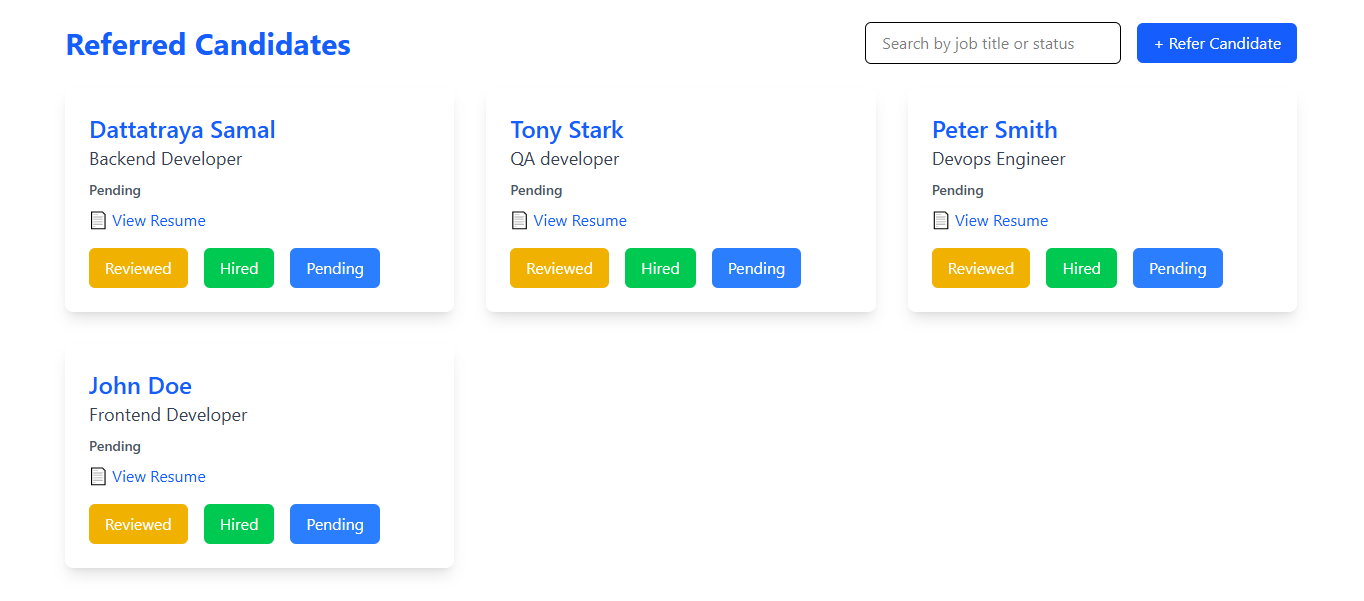 Referred Candidates
Search by job title or status
+ Refer Candidate
Dattatraya Samal
Backend Developer
Pending
View Resume
Reviewed Hired Pending
Tony Stark
QA developer
Pending
View Resume
Reviewed Hired Pending
Peter Smith
Devops Engineer
Pending
View Resume
Reviewed Hired Pending
John Doe
Frontend Developer
Pending
View Resume
Reviewed Hired Pending